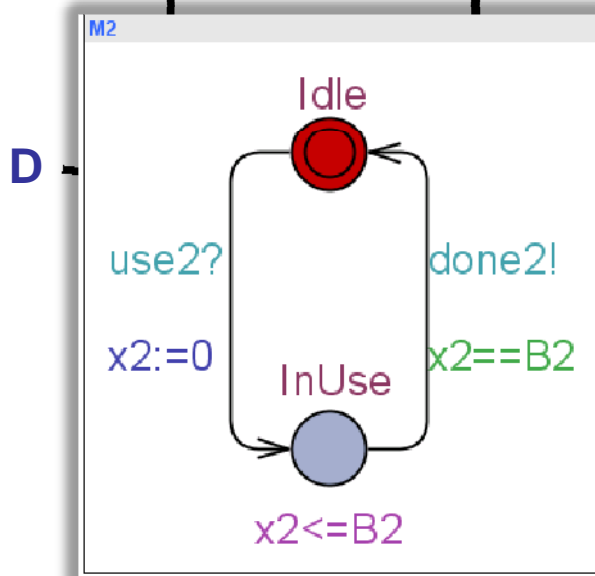 M2
Idle
D
use2?
done2!
x2:=0
x2==B2
InUse
x2<=B2